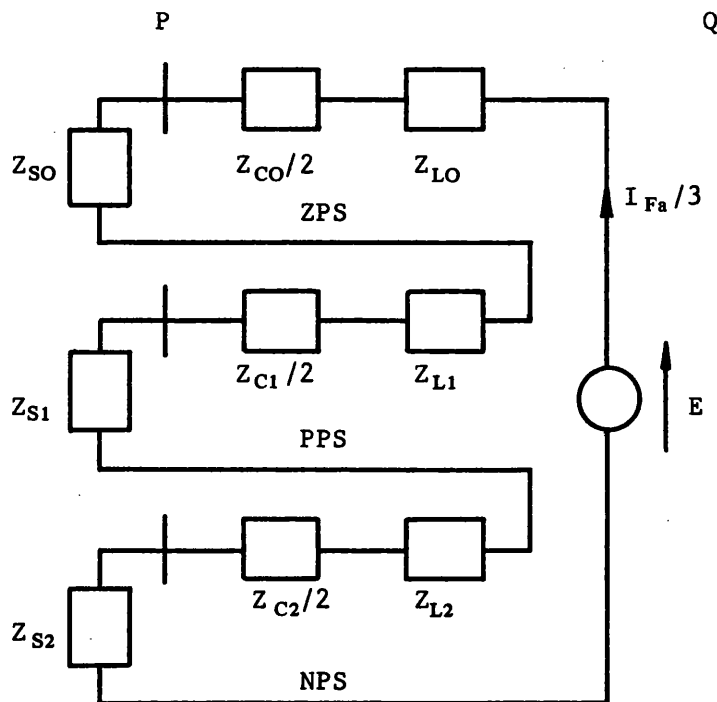 P Q
Z_SO Z_CO/2 Z_LO
ZPS I_Fa/3
Z_S1 Z_C1/2 Z_L1
E
PPS
Z_S2 Z_C2/2 Z_L2
NPS